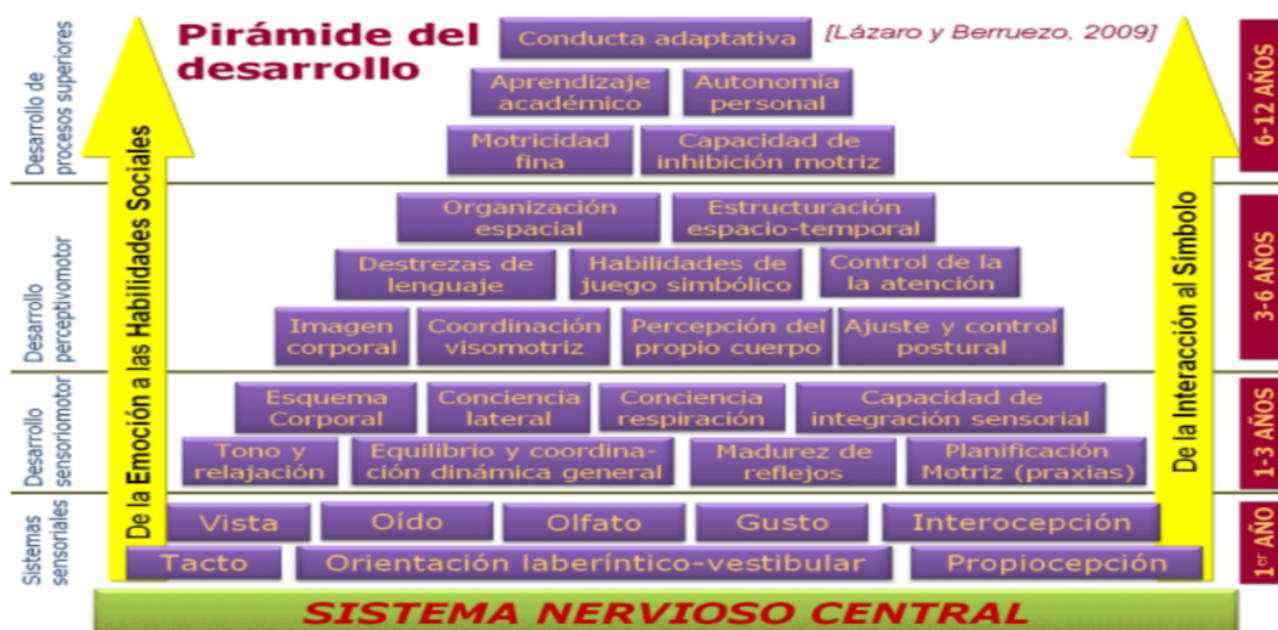 Pirámide del
desarrollo
[Lázaro y Berruezo, 2009]
Conducta adaptativa
Aprendizaje
académico
Autonomía
personal
Motricidad
fina
Capacidad de
inhibición motriz
Desarrollo de
procesos superiores
6-12 AÑOS
Organización
espacial
Estructuración
espacio-temporal
Destrezas de
lenguaje
Habilidades de
juego simbólico
Control de la
la atención
Imagen
corporal
Coordinación
visomotriz
Percepción del
propio cuerpo
Ajuste y control
postural
Desarrollo
perceptivomotor
3-6 AÑOS
Esquema
Corporal
Conciencia
lateral
Conciencia
respiración
Capacidad de
integración sensorial
Tono y
relajación
Equilibrio y coordina-
ción dinámica general
Madurez de
reflejos
Planificación
Motriz (praxias)
Desarrollo
sensoriomotor
1-3 AÑOS
Vista
Oído
Olfato
Gusto
Interocepción
Tacto
Orientación laberíntico-vestibular
Propiocepción
Sistemas
sensoriales
1er AÑO
De la Emoción a las Habilidades Sociales
De la Interacción al Símbolo
SISTEMA NERVIOSO CENTRAL